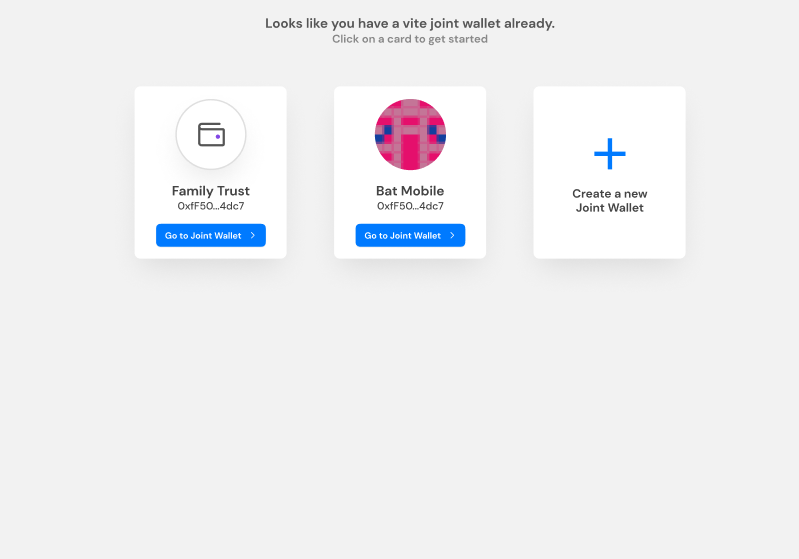 Looks like you have a vite joint wallet already.
Click on a card to get started
Family Trust
0xfF50...4dc7
Go to Joint Wallet
Bat Mobile
0xfF50...4dc7
Go to Joint Wallet
Create a new
Joint Wallet